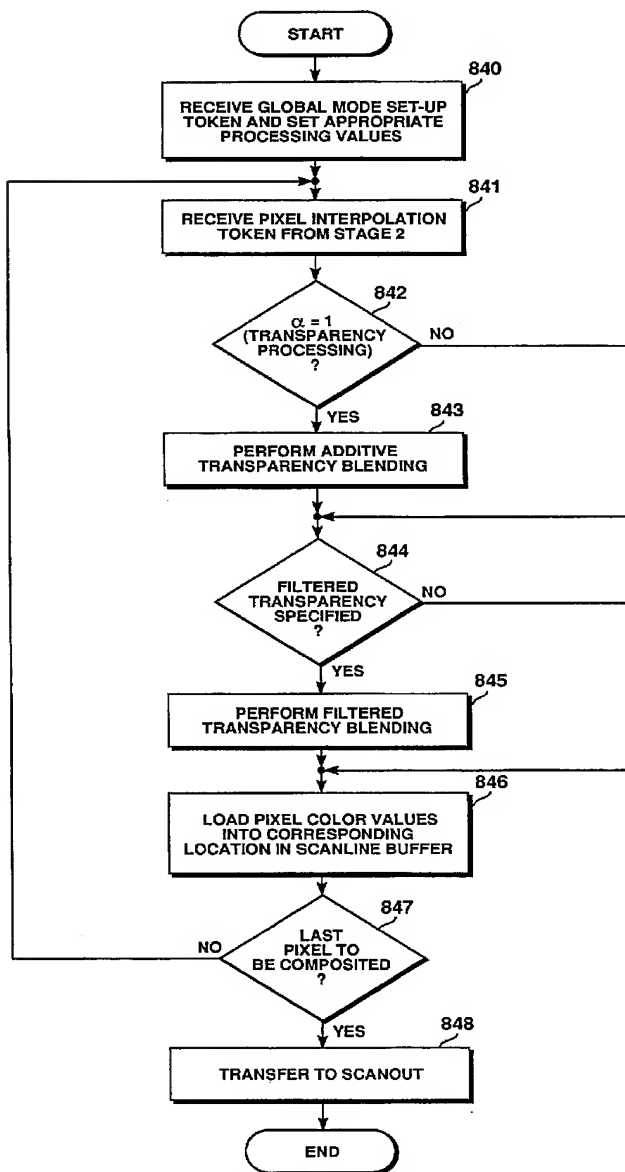 START
840
RECEIVE GLOBAL MODE SET-UP
TOKEN AND SET APPROPRIATE
PROCESSING VALUES
841
RECEIVE PIXEL INTERPOLATION
TOKEN FROM STAGE 2
842
α = 1
(TRANSPARENCY
PROCESSING)
?
NO
YES
843
PERFORM ADDITIVE
TRANSPARENCY BLENDING
844
FILTERED
TRANSPARENCY
SPECIFIED
?
NO
YES
845
PERFORM FILTERED
TRANSPARENCY BLENDING
846
LOAD PIXEL COLOR VALUES
INTO CORRESPONDING
LOCATION IN SCANLINE BUFFER
847
NO
LAST
PIXEL TO
BE COMPOSITED
?
YES
848
TRANSFER TO SCANOUT
END